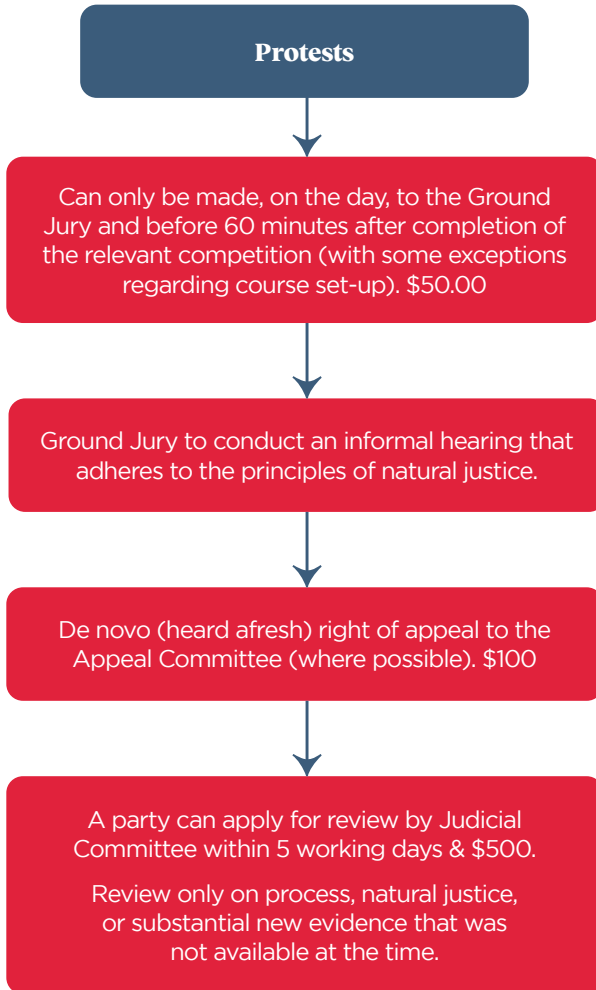 Protests
Can only be made, on the day, to the Ground
Jury and before 60 minutes after completion of
the relevant competition (with some exceptions
regarding course set-up). $50.00
Ground Jury to conduct an informal hearing that
adheres to the principles of natural justice.
De novo (heard afresh) right of appeal to the
Appeal Committee (where possible). $100
A party can apply for review by Judicial
Committee within 5 working days & $500.
Review only on process, natural justice,
or substantial new evidence that was
not available at the time.